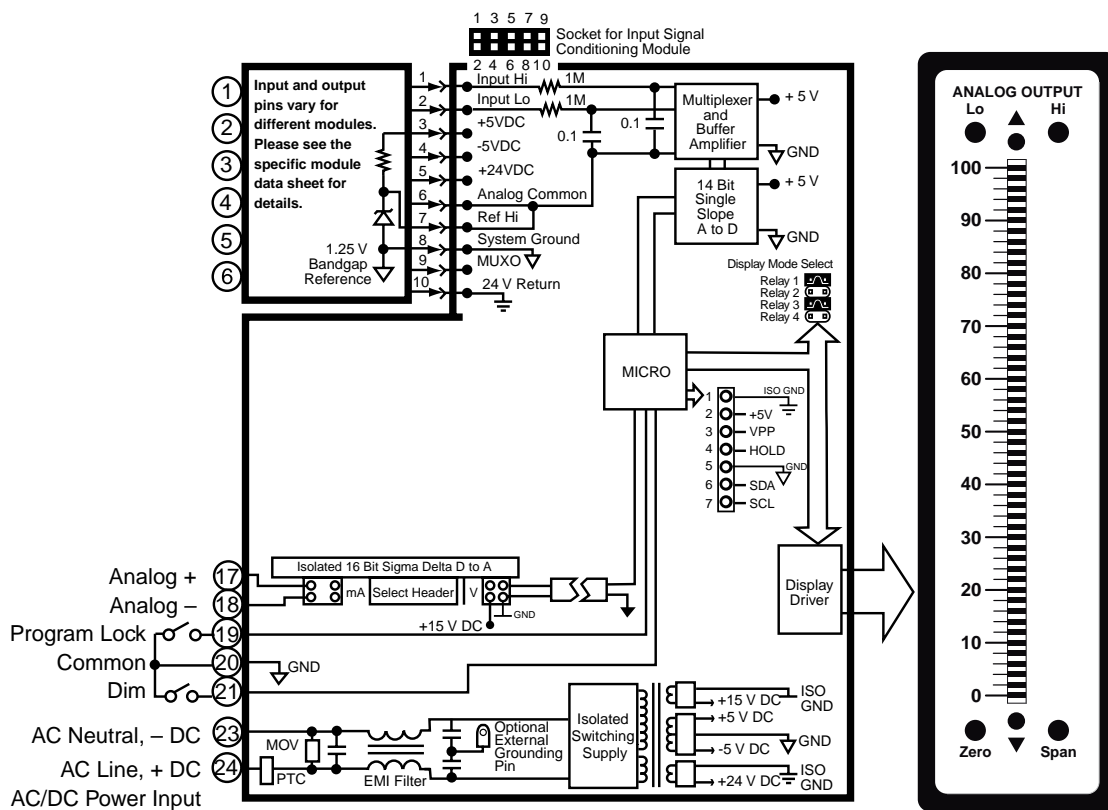 1 3 5 7 9
Socket for Input Signal
Conditioning Module
2 4 6 8 10
1
2
3
4
5
6
Input and output
pins vary for
different modules.
Please see the
specific module
data sheet for
details.
1.25 V
Bandgap
Reference
1
2
3
4
5
6
7
8
9
10
Input Hi
Input Lo
+5VDC
-5VDC
+24VDC
Analog Common
Ref Hi
System Ground
MUXO
24 V Return
1M
1M
0.1
0.1
Multiplexer
and
Buffer
Amplifier
+ 5 V
GND
14 Bit
Single
Slope
A to D
+ 5 V
GND
Display Mode Select
Relay 1
Relay 2
Relay 3
Relay 4
MICRO
1
2
3
4
5
6
7
ISO GND
+5V
VPP
HOLD
GND
SDA
SCL
Isolated 16 Bit Sigma Delta D to A
mA
Select Header
V
GND
+15 V DC
Analog +
17
Analog –
18
Program Lock
19
Common
20
GND
Dim
21
AC Neutral, – DC
23
AC Line, + DC
24
AC/DC Power Input
MOV
PTC
EMI Filter
Optional
External
Grounding
Pin
Isolated
Switching
Supply
ISO
GND
+15 V DC
+5 V DC
GND
-5 V DC
ISO
GND
+24 V DC
Display
Driver
ANALOG OUTPUT
Lo
Hi
100
90
80
70
60
50
40
30
20
10
0
Zero
Span